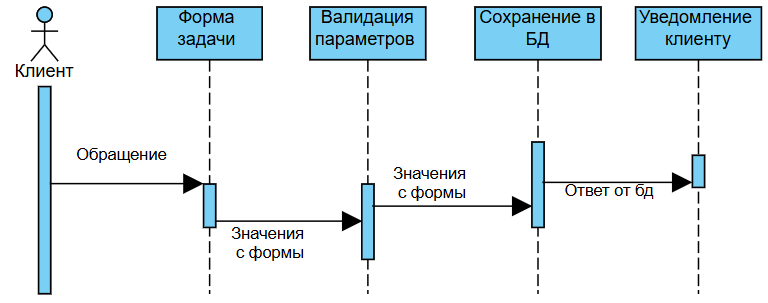 Клиент
Форма
задачи
Валидация
параметров
Сохранение в
БД
Уведомление
клиенту
Обращение
Значения
с формы
Значения
с формы
Ответ от бд